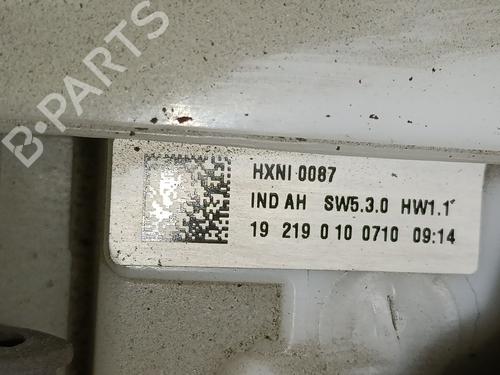 B-PARTS
HXNI 0087
IND AH SW5.3.0 HW1.1
19 219 0 10 0710 09:14